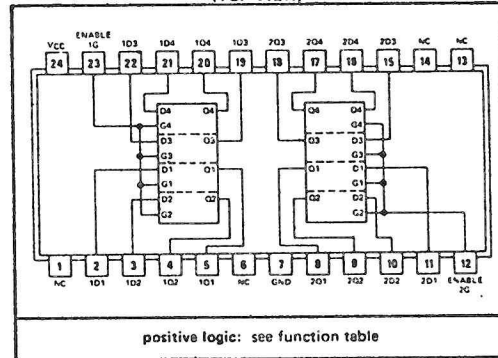 ENABLE
VCC 1G 1D3 1D4 1Q4 1Q3 2Q3 2Q4 2D4 2D3 NC NC
24 23 22 21 20 19 18 17 16 15 14 13
D4 Q4 Q4 D4
G4 G4
D3 Q3 Q3 D3
G3 G3
D1 Q1 Q1 D1
G1 G1
D2 Q2 Q2 D2
G2 G2
1 2 3 4 5 6 7 8 9 10 11 12
NC 1D1 1D2 1Q2 1Q1 NC GND 2Q1 2Q2 2D2 2D1 ENABLE
2G
positive logic: see function table